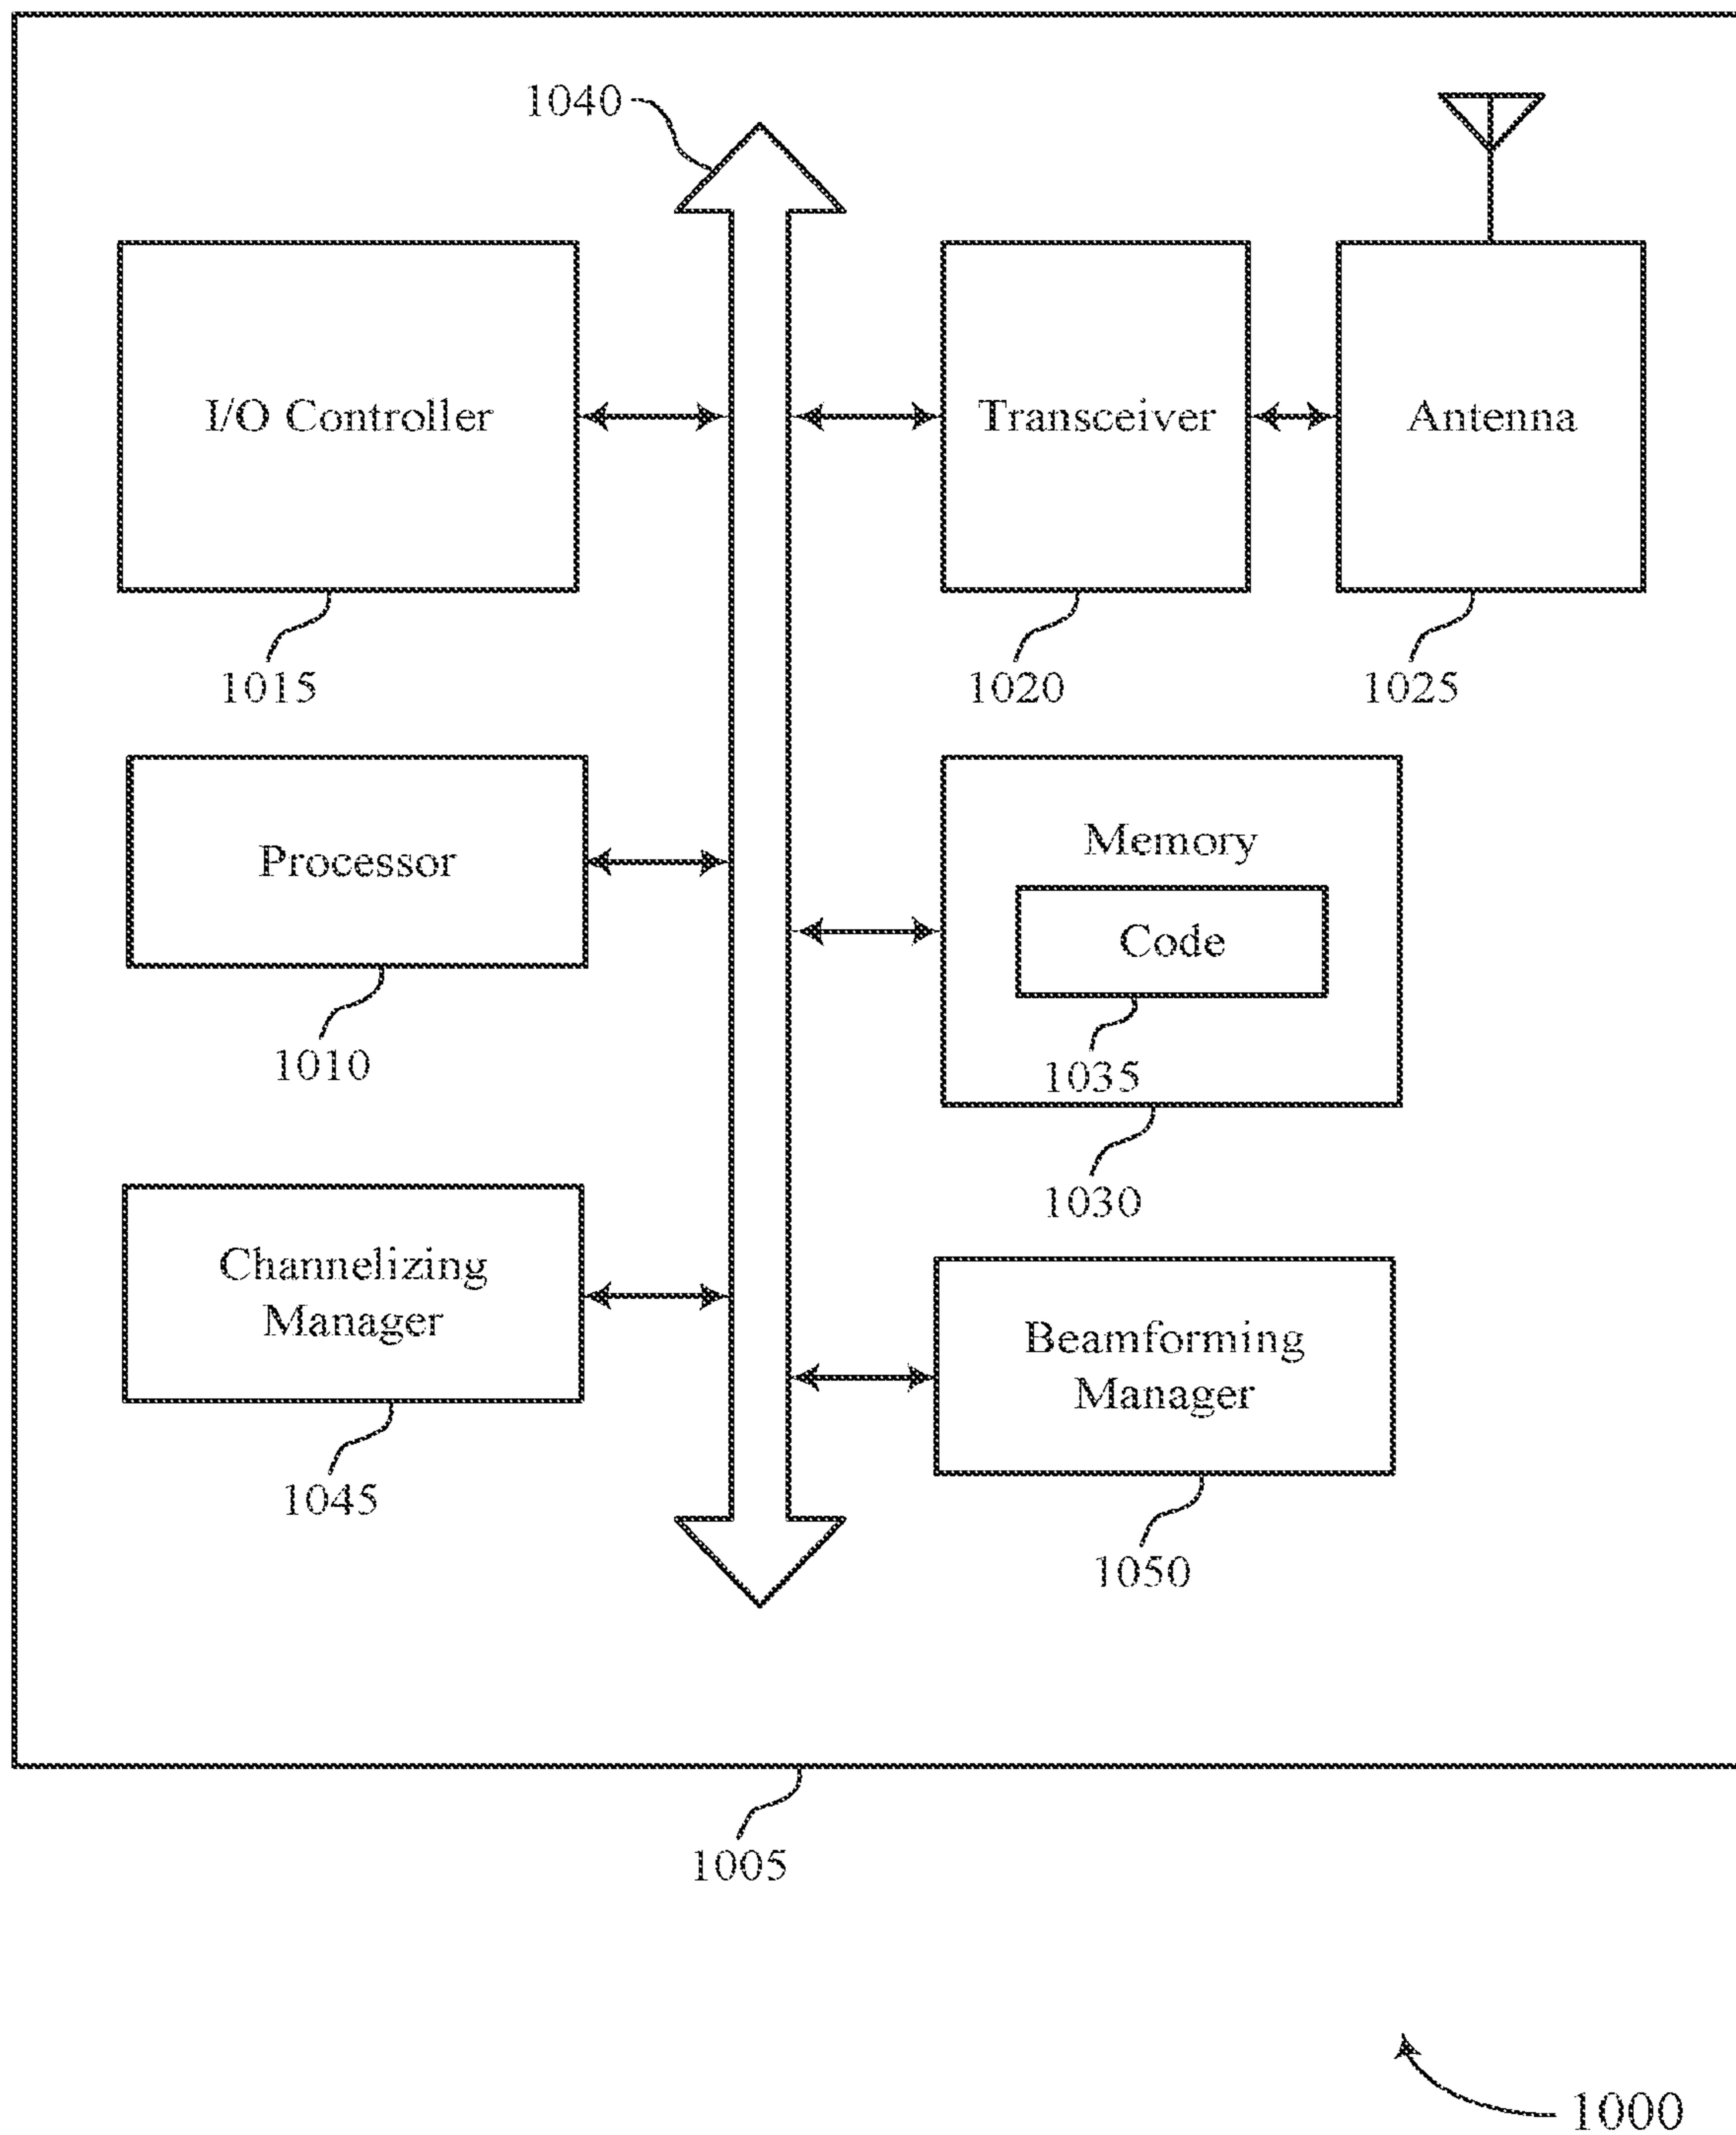 1040
I/O Controller
Transceiver
Antenna
1015
1020
1025
Processor
Memory
Code
1010
1035
1030
Channelizing
Manager
Beamforming
Manager
1045
1050
1005
1000